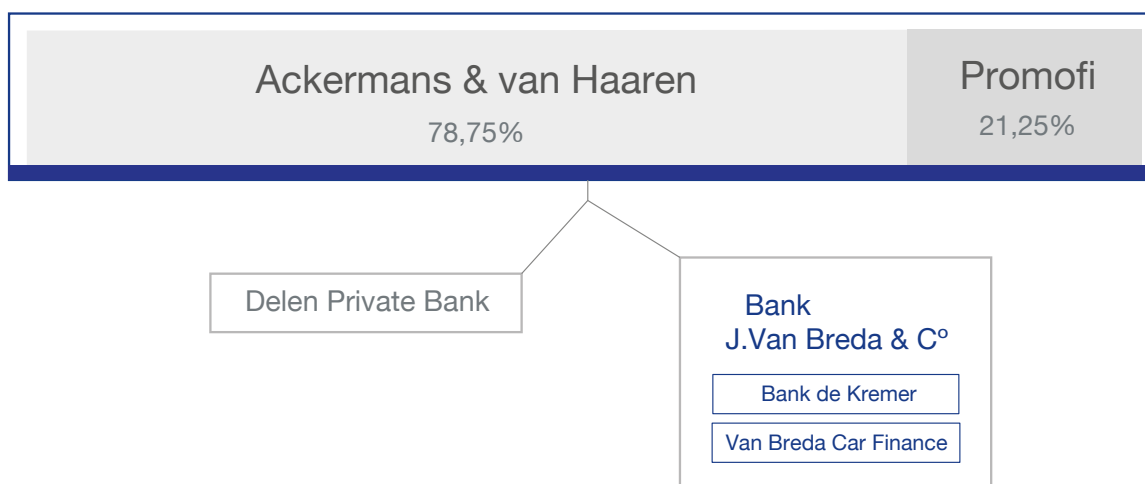 Ackermans & van Haaren
78,75%
Promofi
21,25%
Delen Private Bank
Bank
J.Van Breda & Cº
Bank de Kremer
Van Breda Car Finance